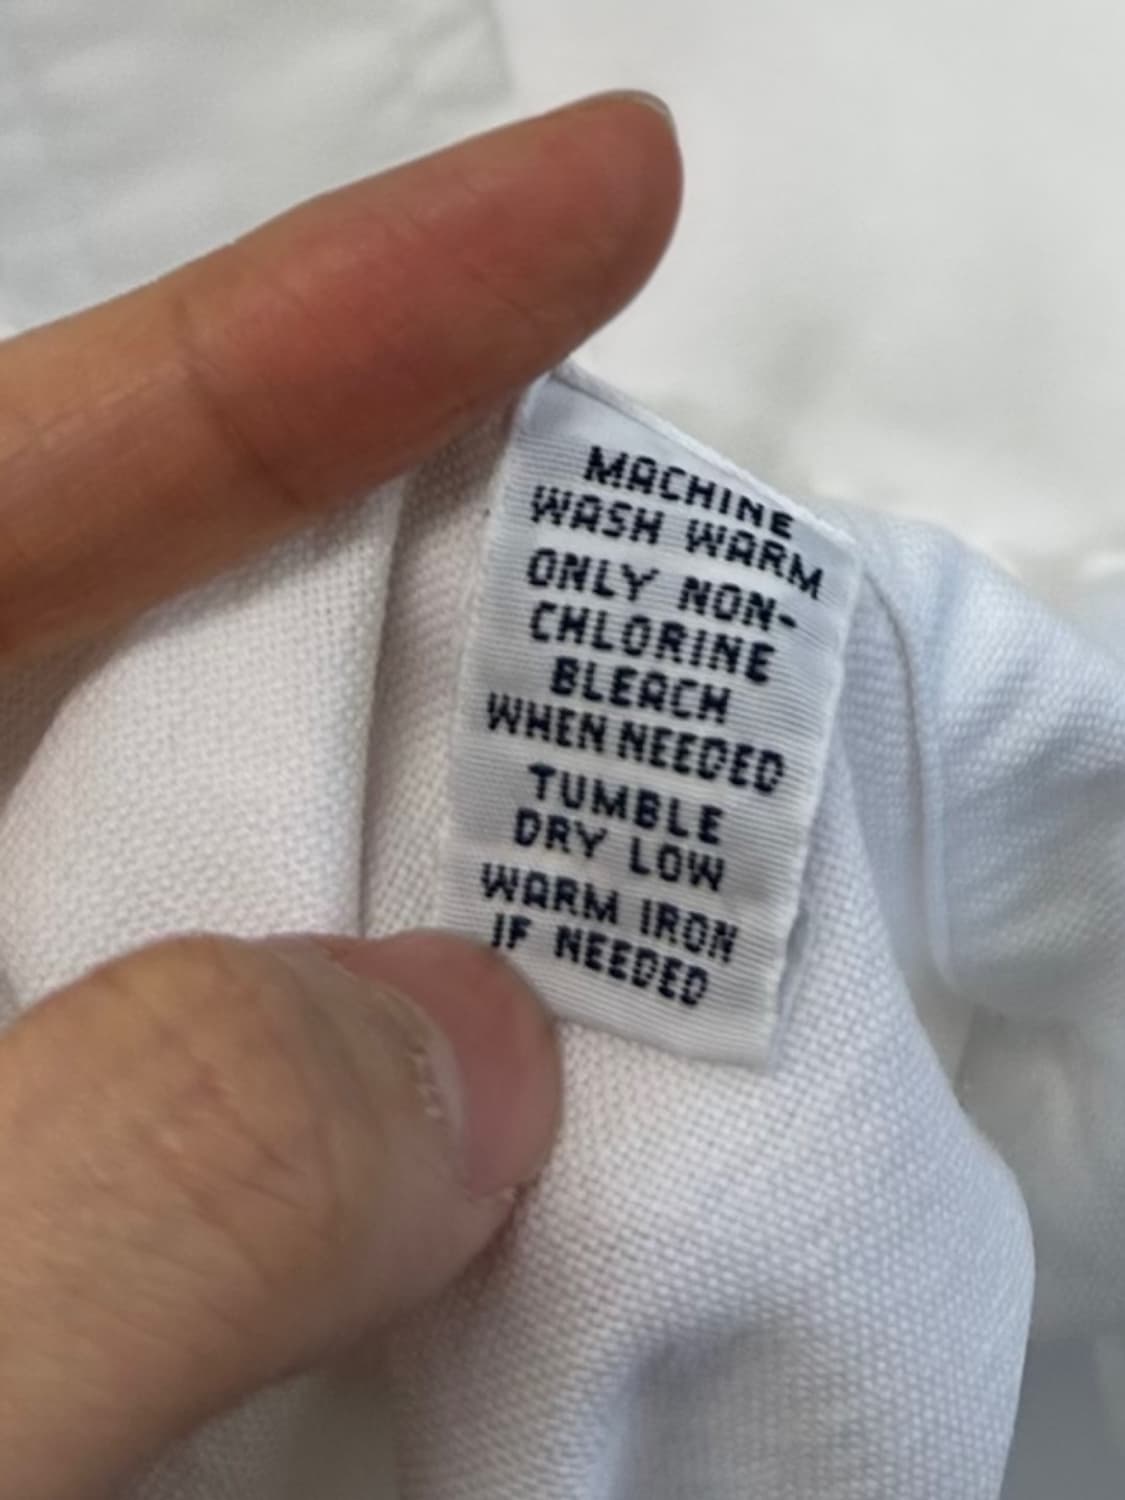 MACHINE
WASH WARM
ONLY NON-
CHLORINE
BLEACH
WHEN NEEDED
TUMBLE
DRY LOW
WARM IRON
IF NEEDED